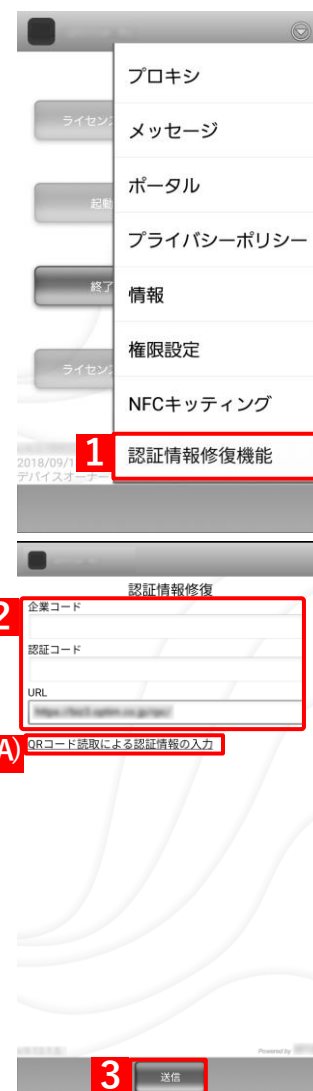 プロキシ
ライセンス
メッセージ
ポータル
起動
プライバシーポリシー
終了
情報
権限設定
ライセンス
NFCキッティング
1
認証情報修復機能
2018/09/1
デバイスオーナー
認証情報修復
2
企業コード
認証コード
URL
A)
QRコード読取による認証情報の入力
Powered by
3
送信